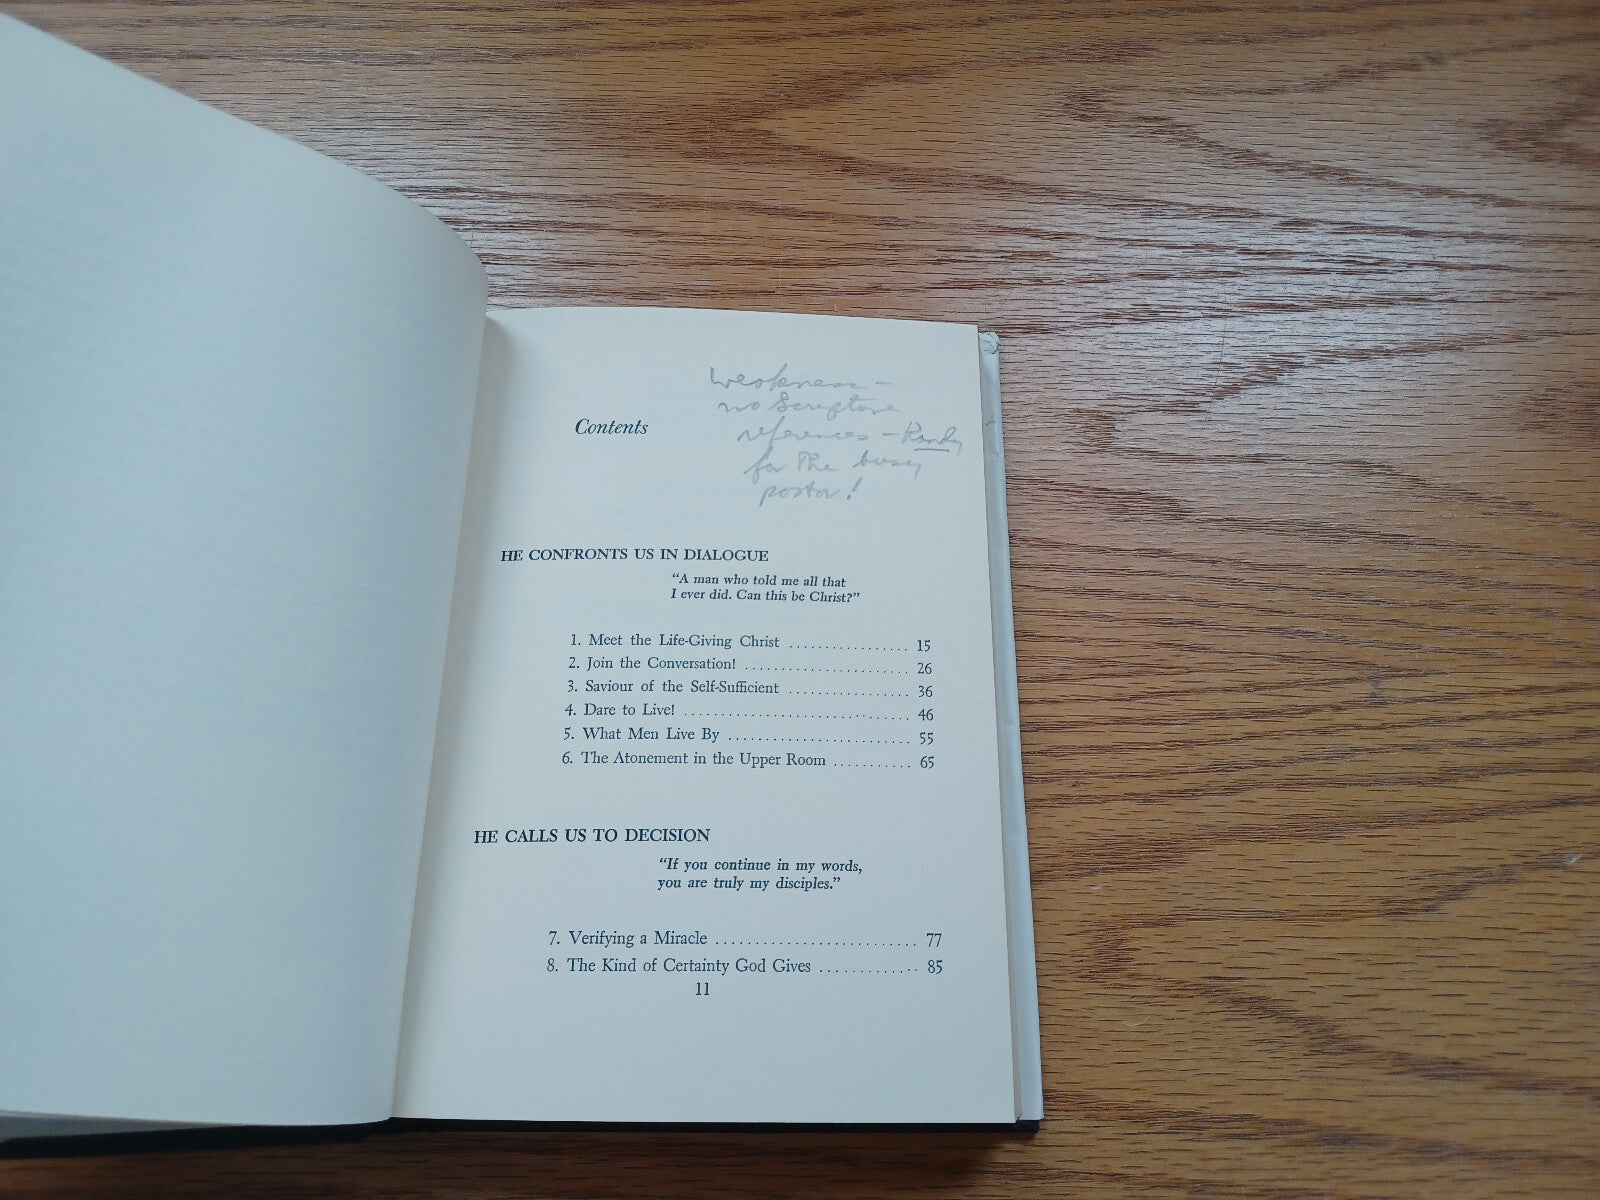 weakness –
no Scripture
references – Handy
for the busy
pastor!
Contents
HE CONFRONTS US IN DIALOGUE
“A man who told me all that
I ever did. Can this be Christ?”
1. Meet the Life-Giving Christ ................. 15
2. Join the Conversation! ....................... 26
3. Saviour of the Self-Sufficient ................. 36
4. Dare to Live! ............................... 46
5. What Men Live By ......................... 55
6. The Atonement in the Upper Room ........... 65
HE CALLS US TO DECISION
“If you continue in my words,
you are truly my disciples.”
7. Verifying a Miracle .......................... 77
8. The Kind of Certainty God Gives ............. 85
11